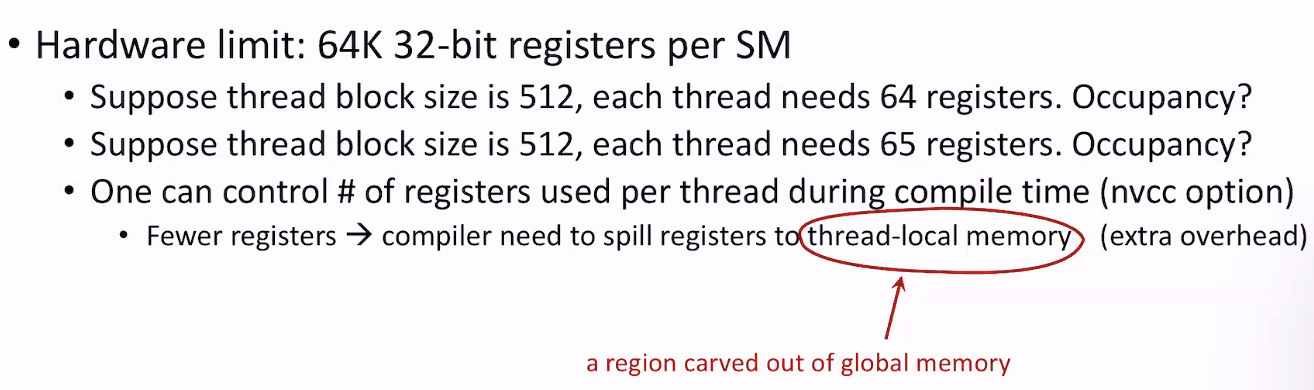 • Hardware limit: 64K 32-bit registers per SM
• Suppose thread block size is 512, each thread needs 64 registers. Occupancy?
• Suppose thread block size is 512, each thread needs 65 registers. Occupancy?
• One can control # of registers used per thread during compile time (nvcc option)
• Fewer registers → compiler need to spill registers to thread-local memory (extra overhead)
a region carved out of global memory